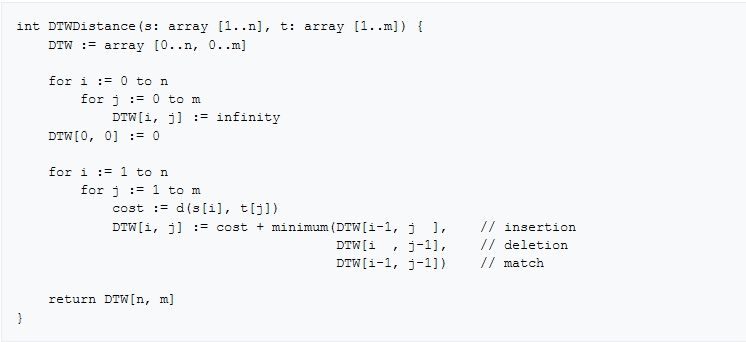 int DTWDistance(s: array [1..n], t: array [1..m]) {
    DTW := array [0..n, 0..m]

    for i := 0 to n
        for j := 0 to m
            DTW[i, j] := infinity
    DTW[0, 0] := 0

    for i := 1 to n
        for j := 1 to m
            cost := d(s[i], t[j])
            DTW[i, j] := cost + minimum(DTW[i-1, j  ],    // insertion
                                        DTW[i  , j-1],    // deletion
                                        DTW[i-1, j-1])    // match

    return DTW[n, m]
}